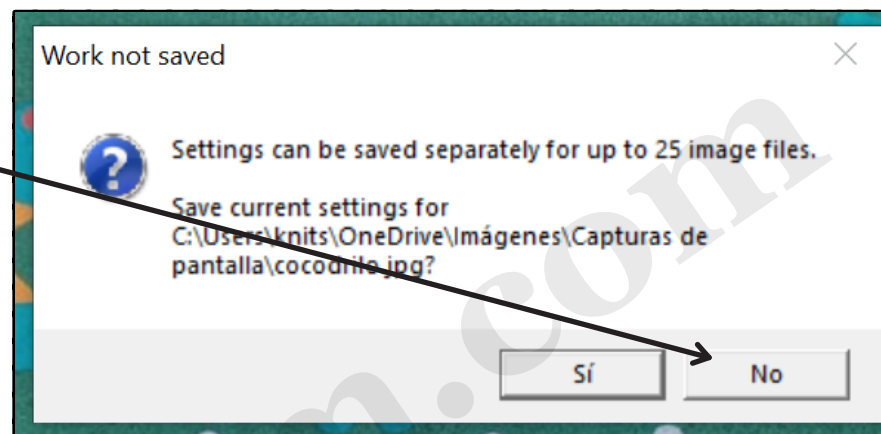 Work not saved
Settings can be saved separately for up to 25 image files.
Save current settings for
C:\Users\knits\OneDrive\Imágenes\Capturas de
pantalla\cocodrilo.jpg?
Sí
No
m.com